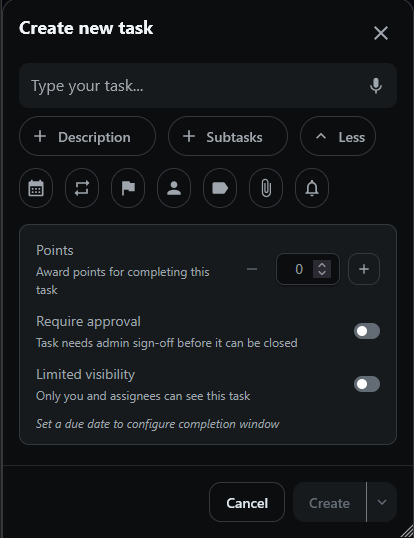 Create new task
Type your task...
Description
Subtasks
Less
Points
Award points for completing this
task
0
Require approval
Task needs admin sign-off before it can be closed
Limited visibility
Only you and assignees can see this task
Set a due date to configure completion window
Cancel
Create